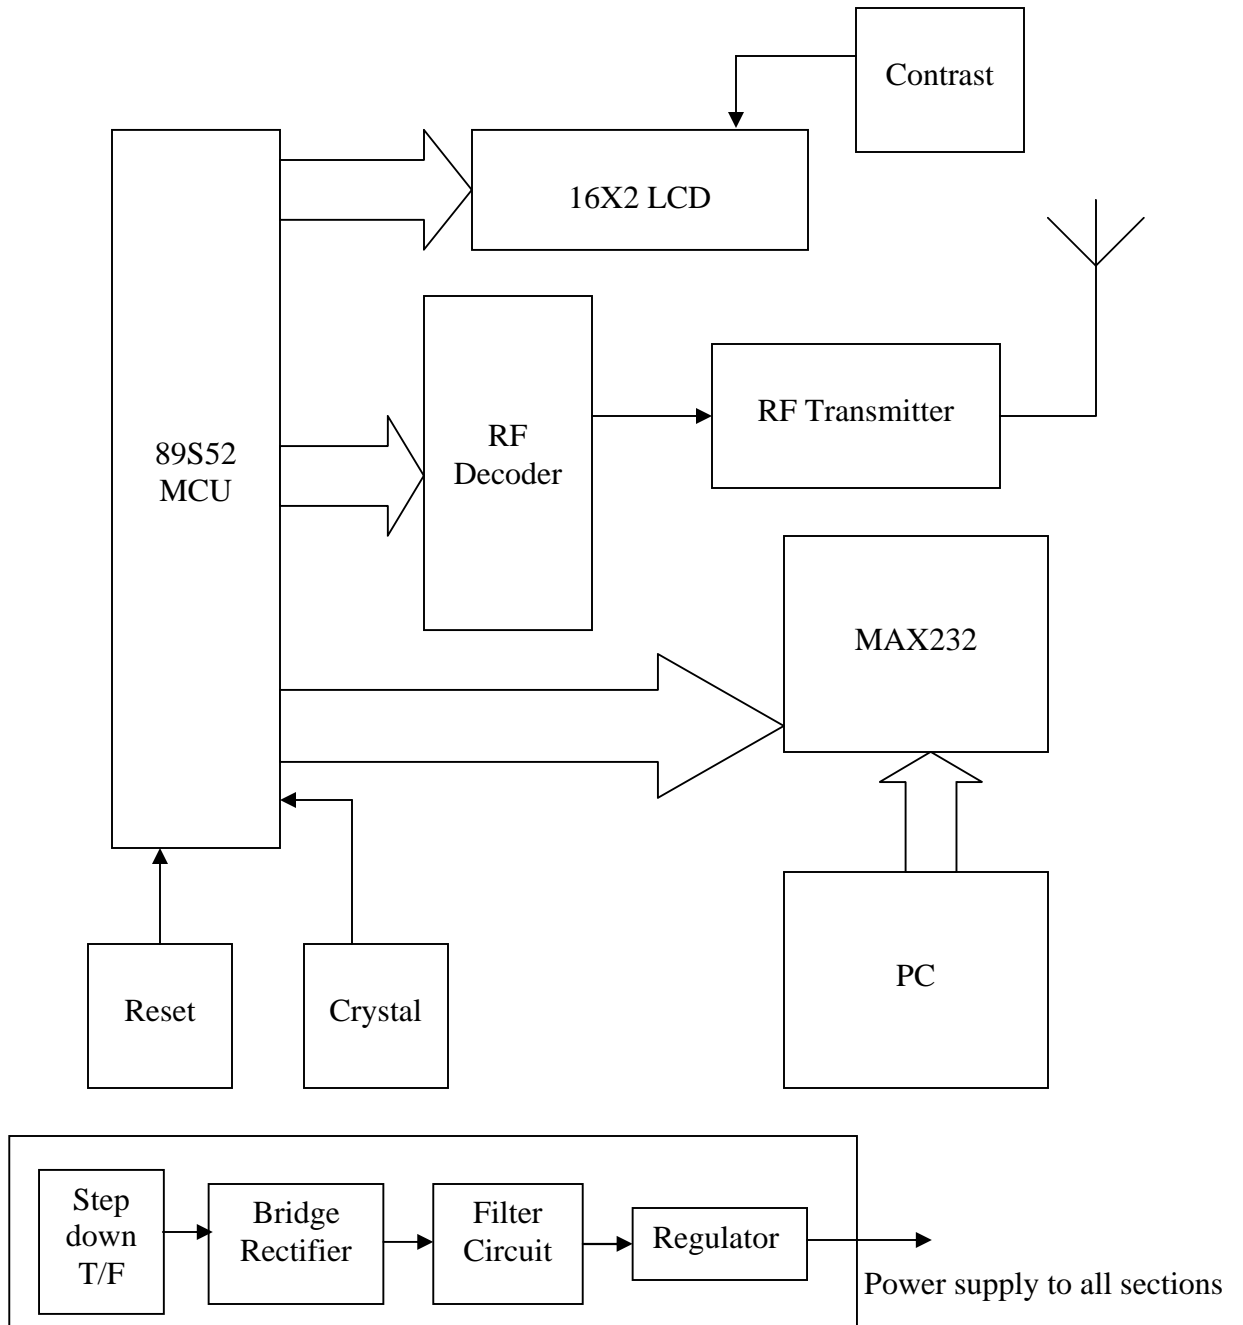 Contrast
16X2 LCD
RF Transmitter
RF
Decoder
89S52
MCU
MAX232
PC
Reset
Crystal
Step
down
T/F
Bridge
Rectifier
Filter
Circuit
Regulator
Power supply to all sections